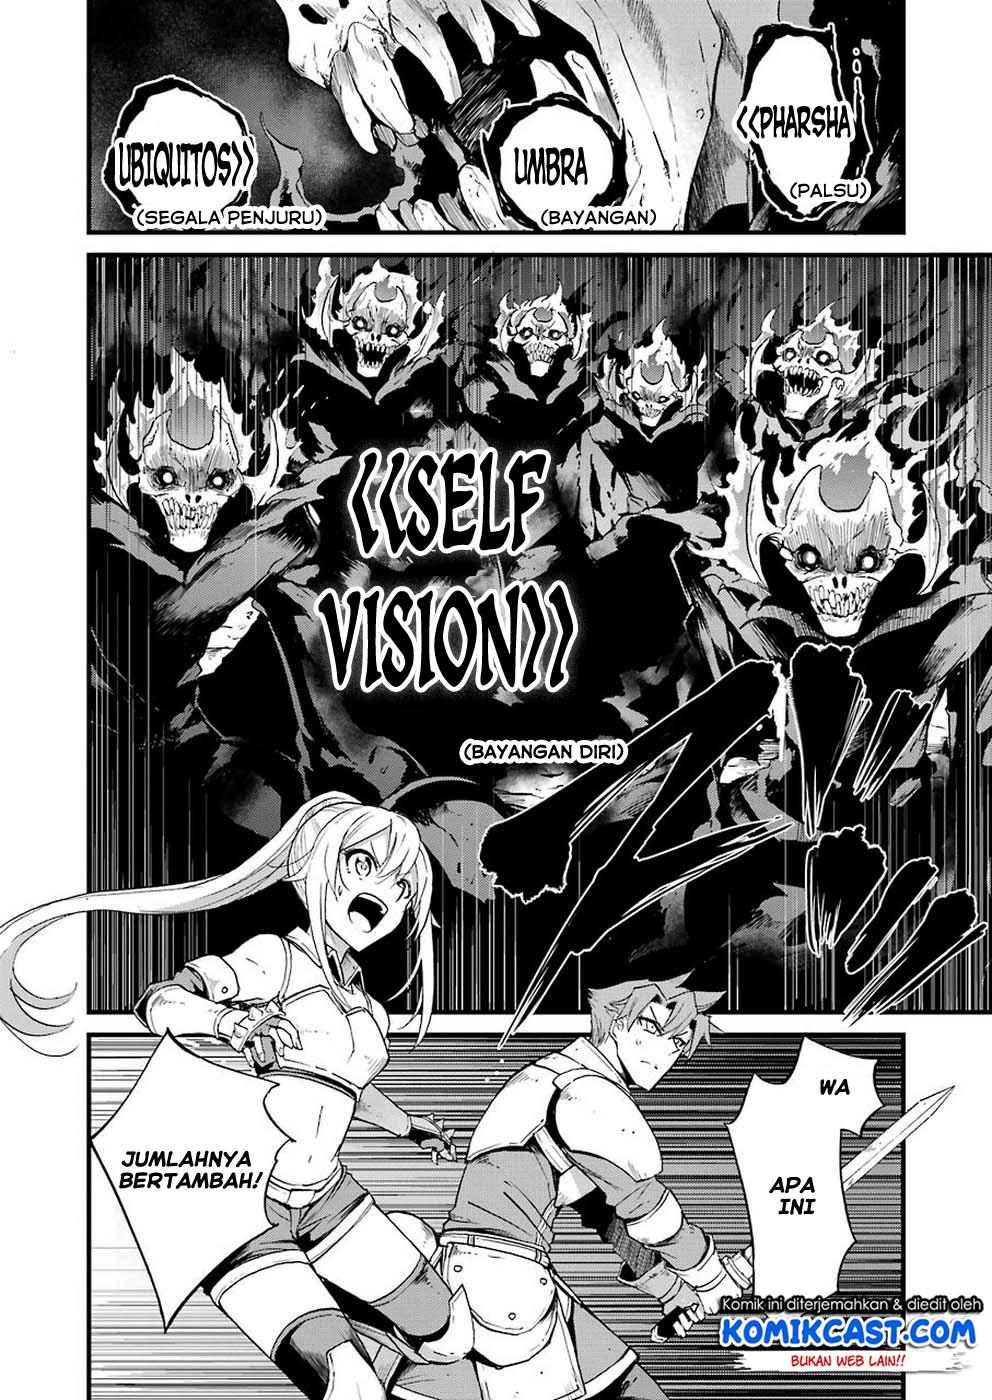 <<PHARSHA
(PALSU)
UMBRA
(BAYANGAN)
UBIQUITOS>>
(SEGALA PENJURU)
<<SELF
VISION>>
(BAYANGAN DIRI)
WA
APA
INI
JUMLAHNYA
BERTAMBAH!
Komik ini diterjemahkan & diedit oleh
KOMIKCAST.COM
BUKAN WEB LAIN!!